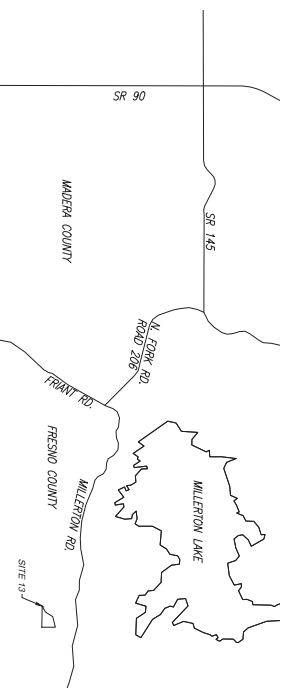 SR 90
SR 145
MADERA COUNTY
N. FORK RD.
ROAD 206
FRIANT RD.
FRESNO COUNTY
MILLERTON RD.
MILLERTON LAKE
SITE 13